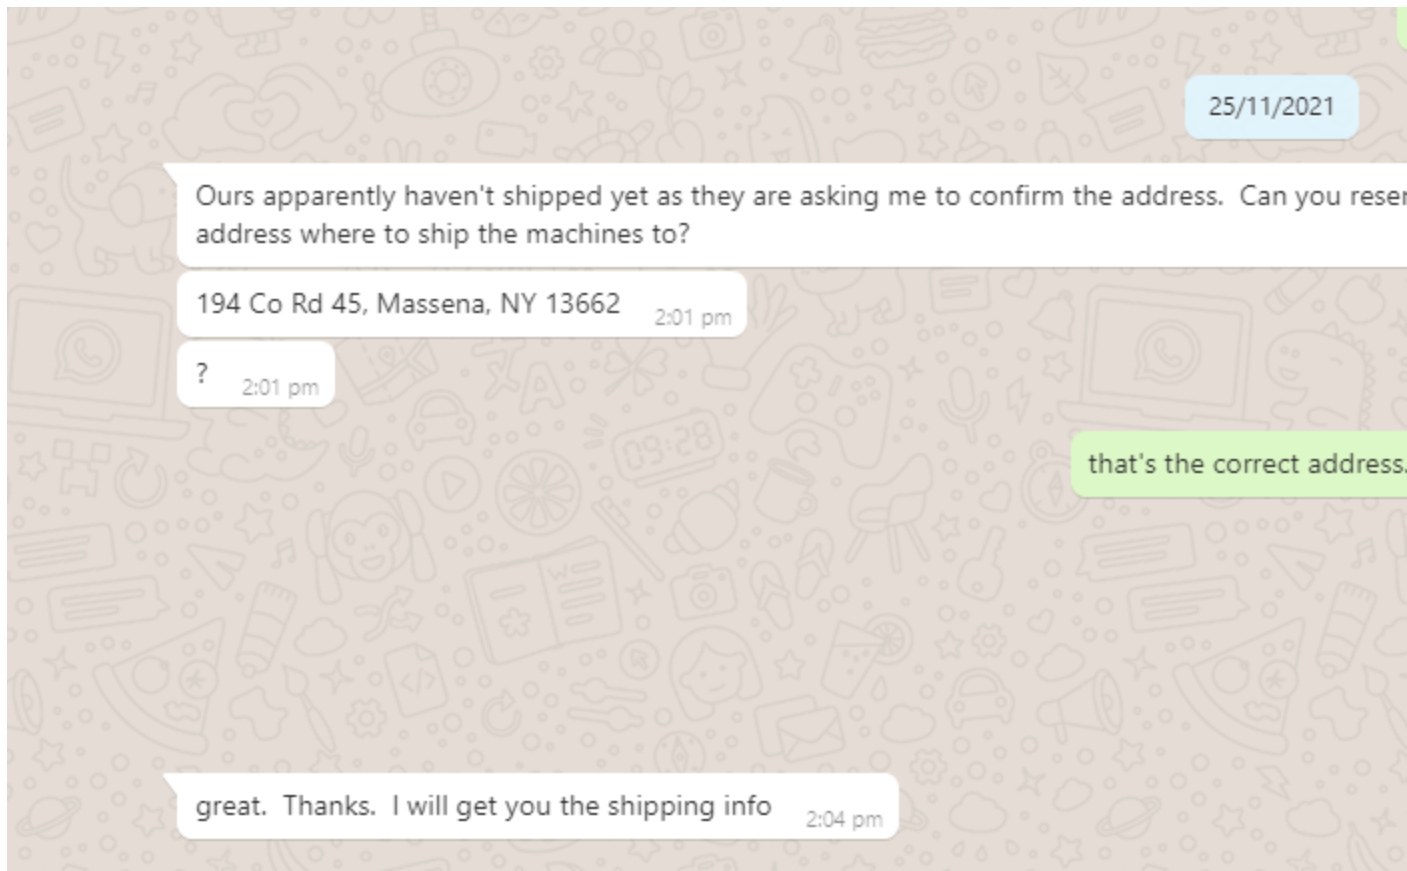 25/11/2021
Ours apparently haven't shipped yet as they are asking me to confirm the address.  Can you
address where to ship the machines to?
194 Co Rd 45, Massena, NY 13662 2:01 pm
? 2:01 pm
that's the correct address.
great.  Thanks.  I will get you the shipping info 2:04 pm